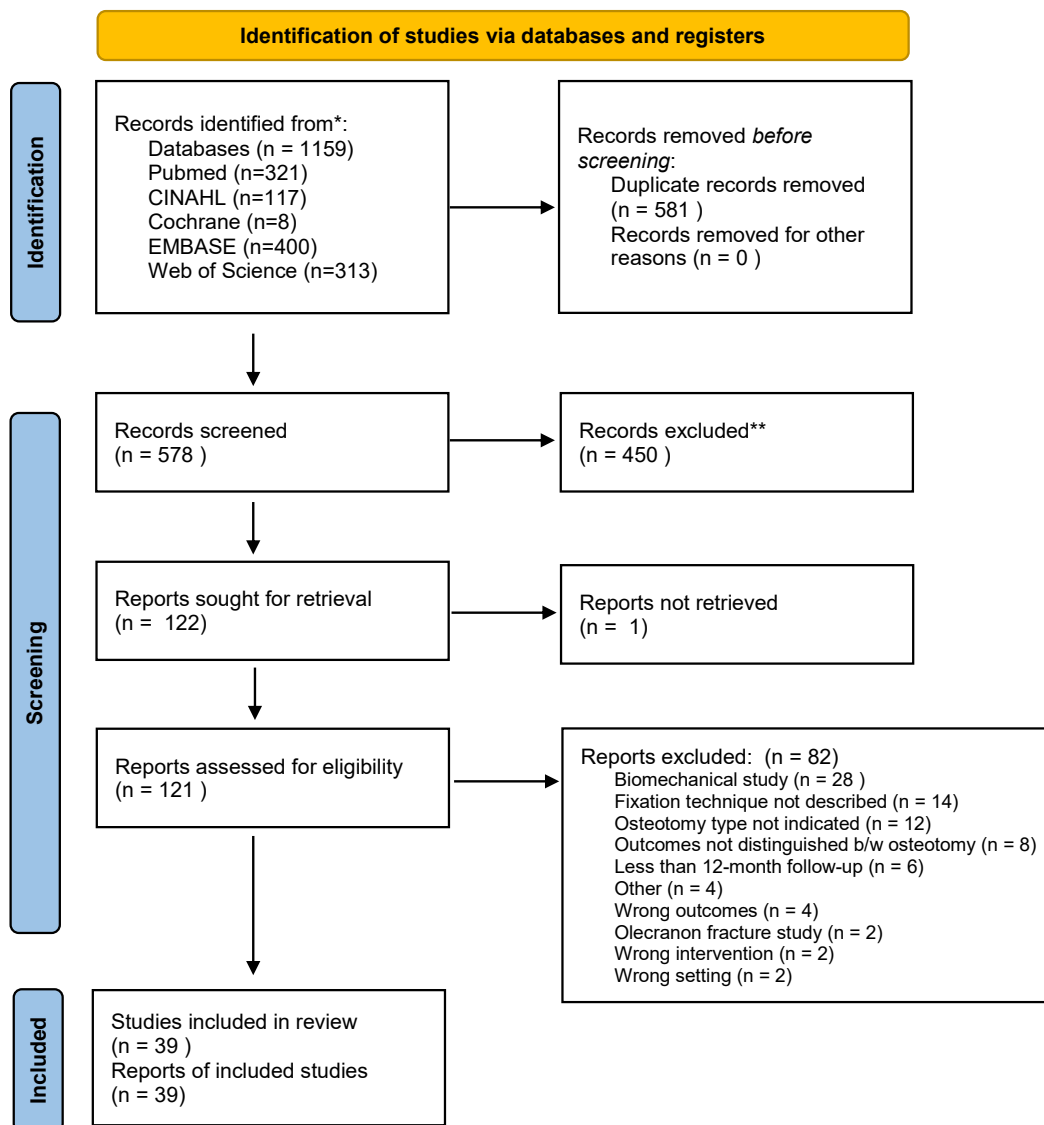 Identification of studies via databases and registers
Identification
Records identified from*:
Databases (n = 1159)
Pubmed (n=321)
CINAHL (n=117)
Cochrane (n=8)
EMBASE (n=400)
Web of Science (n=313)
Records removed before
screening:
Duplicate records removed
(n = 581 )
Records removed for other
reasons (n = 0 )
Screening
Records screened
(n = 578 )
Records excluded**
(n = 450 )
Reports sought for retrieval
(n =  122)
Reports not retrieved
(n =  1)
Reports assessed for eligibility
(n = 121 )
Reports excluded:  (n = 82)
Biomechanical study (n = 28 )
Fixation technique not described (n = 14)
Osteotomy type not indicated (n = 12)
Outcomes not distinguished b/w osteotomy (n = 8)
Less than 12-month follow-up (n = 6)
Other (n = 4)
Wrong outcomes (n = 4)
Olecranon fracture study (n = 2)
Wrong intervention (n = 2)
Wrong setting (n = 2)
Included
Studies included in review
(n = 39 )
Reports of included studies
(n = 39)